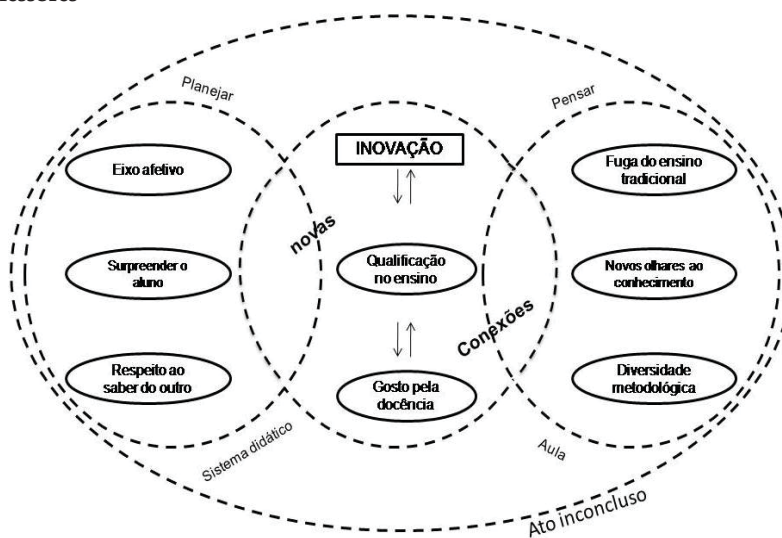 Planejar
Pensar
INOVAÇÃO
Eixo afetivo
Fuga do ensino
tradicional
novas
Surpreender o
aluno
Qualificação
no ensino
Novos olhares ao
conhecimento
Conexões
Respeito ao
saber do outro
Gosto pela
docência
Diversidade
metodológica
Sistema didático
Aula
Ato inconcluso